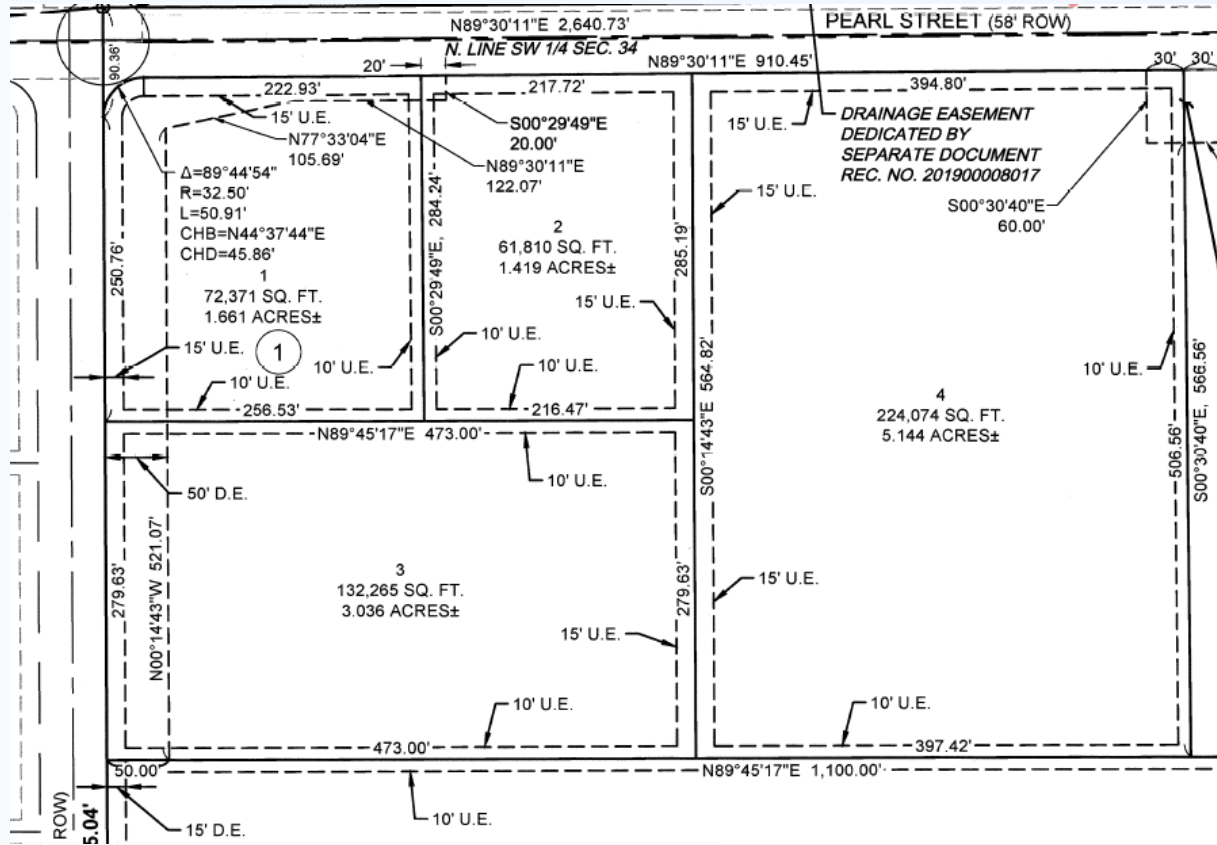 N89°30'11"E 2,640.73'
PEARL STREET (58' ROW)
N. LINE SW 1/4 SEC. 34
90.36'
20'
N89°30'11"E 910.45'
30'
30'
222.93'
217.72'
394.80'
15' U.E.
N77°33'04"E
105.69'
S00°29'49"E
20.00'
N89°30'11"E
122.07'
15' U.E.
DRAINAGE EASEMENT
DEDICATED BY
SEPARATE DOCUMENT
REC. NO. 201900008017
15' U.E.
S00°30'40"E
60.00'
Δ=89°44'54"
R=32.50'
L=50.91'
CHB=N44°37'44"E
CHD=45.86'
250.76'
1
72,371 SQ. FT.
1.661 ACRES±
1
15' U.E.
10' U.E.
10' U.E.
256.53'
S00°29'49"E, 284.24'
2
61,810 SQ. FT.
1.419 ACRES±
285.19'
15' U.E.
10' U.E.
10' U.E.
216.47'
S00°14'43"E 564.82'
4
224,074 SQ. FT.
5.144 ACRES±
10' U.E.
506.56'
S00°30'40"E, 566.56'
N89°45'17"E 473.00'
10' U.E.
50' D.E.
279.63'
N00°14'43"W 521.07'
3
132,265 SQ. FT.
3.036 ACRES±
279.63'
15' U.E.
15' U.E.
10' U.E.
473.00'
10' U.E.
397.42'
50.00'
N89°45'17"E 1,100.00'
10' U.E.
15' D.E.
ROW)
5.04'